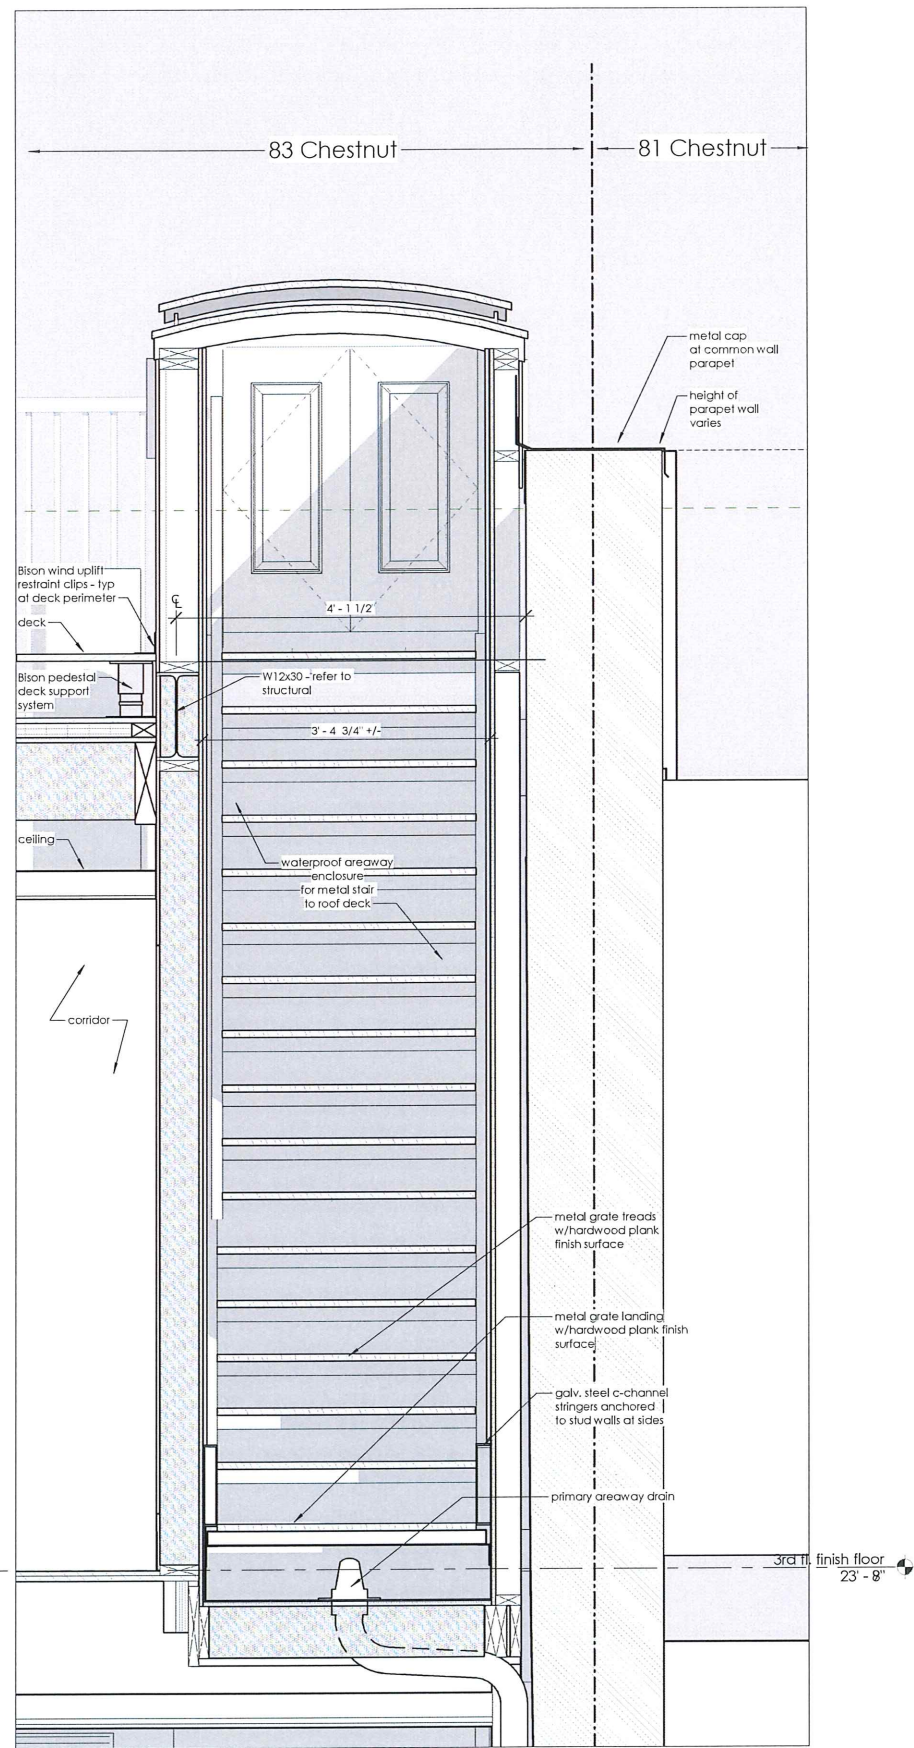 83 Chestnut
81 Chestnut
metal cap
at common wall
parapet
height of
parapet wall
varies
Bison wind uplift
restraint clips - typ
at deck perimeter
deck
Bison pedestal
deck support
system
CL
4' - 1 1/2"
W12x30 - refer to
structural
3' - 4 3/4" +/-
ceiling
waterproof areaway
enclosure
for metal stair
to roof deck
corridor
metal grate treads
w/hardwood plank
finish surface
metal grate landing
w/hardwood plank finish
surface
galv. steel c-channel
stringers anchored
to stud walls at sides
primary areaway drain
3rd fl. finish floor
23' - 8"